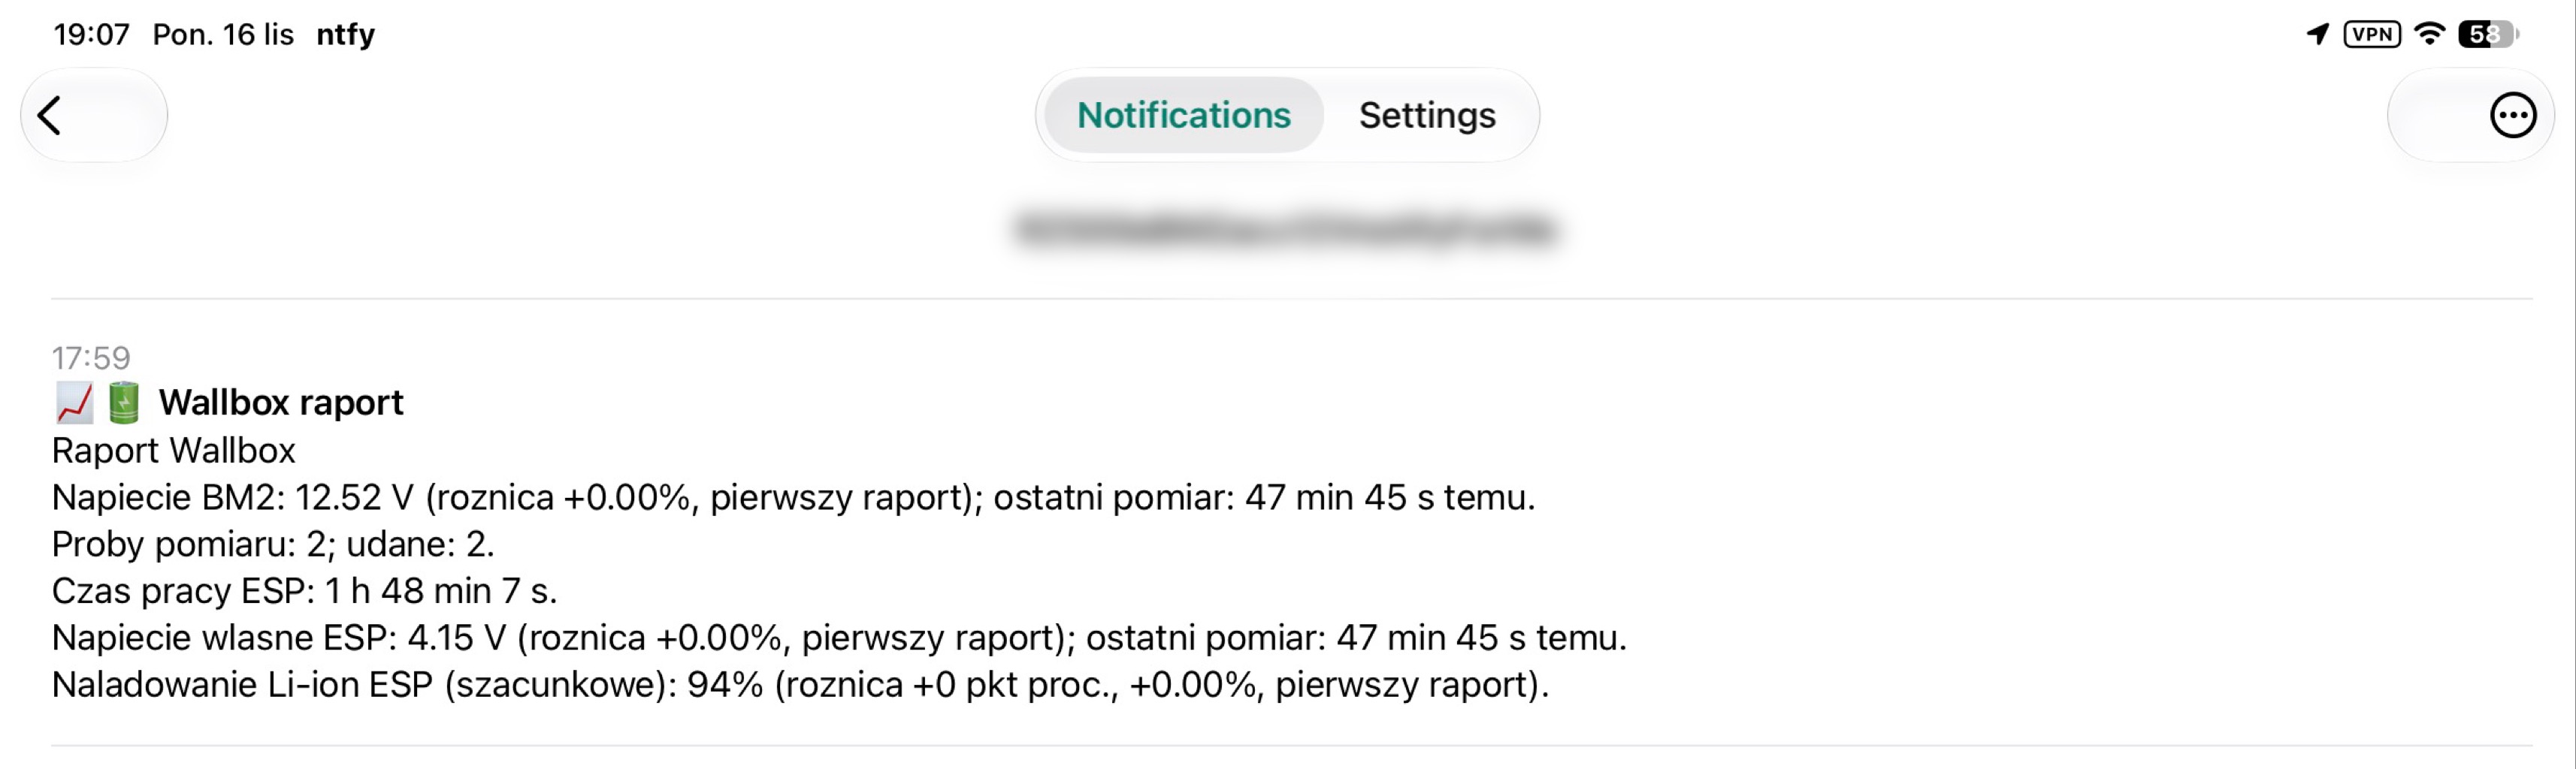 19:07 Pon. 16 lis ntfy
VPN 58
Notifications Settings
17:59
Wallbox raport
Raport Wallbox
Napiecie BM2: 12.52 V (roznica +0.00%, pierwszy raport); ostatni pomiar: 47 min 45 s temu.
Proby pomiaru: 2; udane: 2.
Czas pracy ESP: 1 h 48 min 7 s.
Napiecie wlasne ESP: 4.15 V (roznica +0.00%, pierwszy raport); ostatni pomiar: 47 min 45 s temu.
Naladowanie Li-ion ESP (szacunkowe): 94% (roznica +0 pkt proc., +0.00%, pierwszy raport).